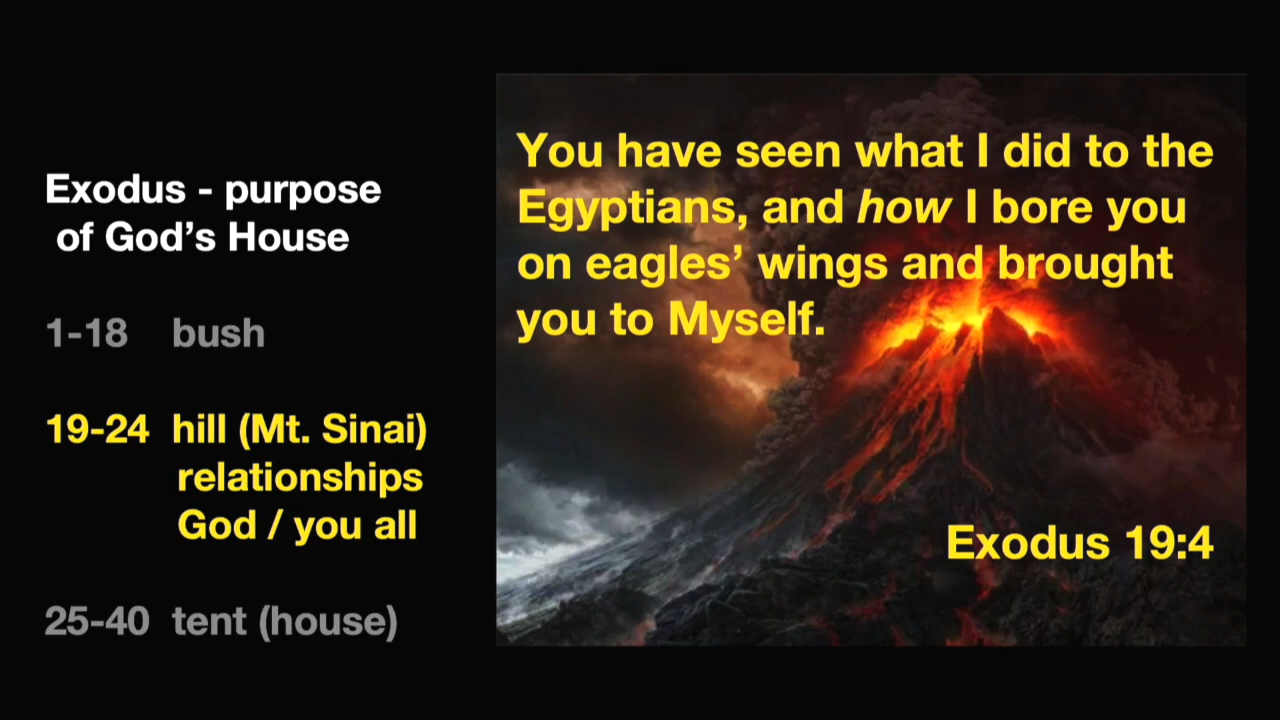 Exodus - purpose
of God’s House
1-18 bush
19-24 hill (Mt. Sinai)
relationships
God / you all
25-40 tent (house)
You have seen what I did to the
Egyptians, and how I bore you
on eagles’ wings and brought
you to Myself.
Exodus 19:4